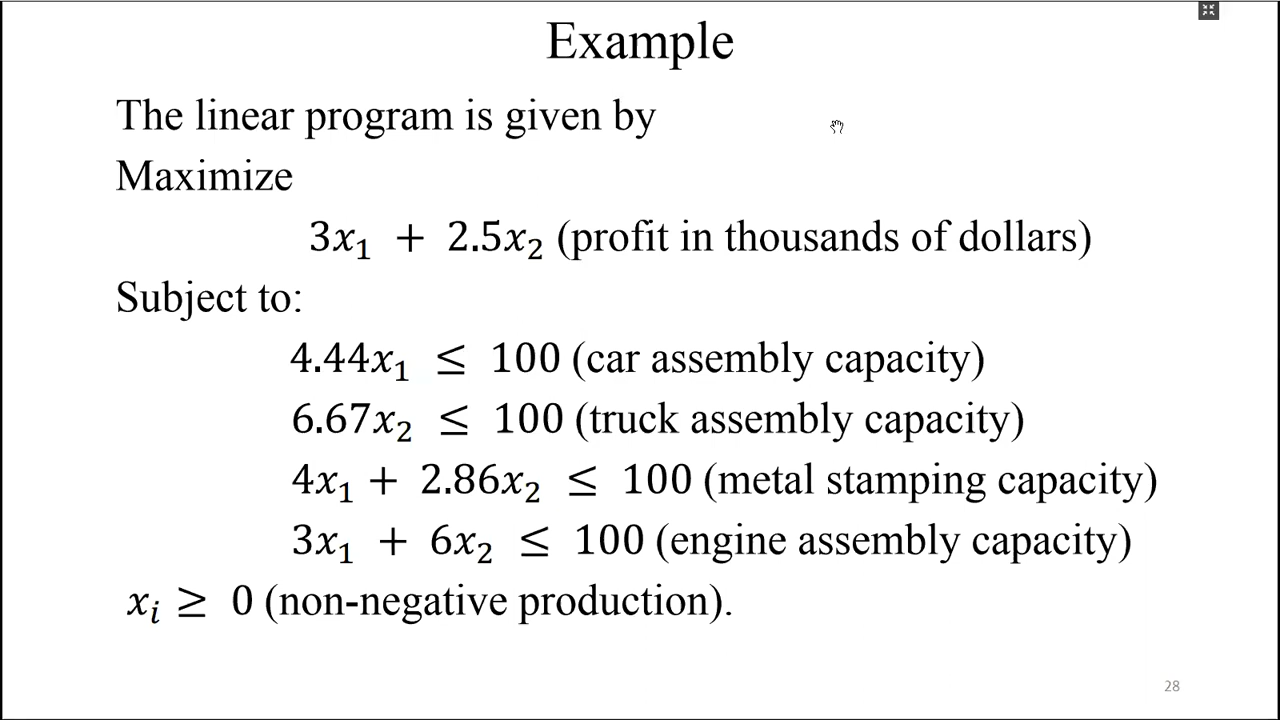 Example
The linear program is given by
Maximize
3x₁ + 2.5x₂ (profit in thousands of dollars)
Subject to:
4.44x₁ ≤ 100 (car assembly capacity)
6.67x₂ ≤ 100 (truck assembly capacity)
4x₁ + 2.86x₂ ≤ 100 (metal stamping capacity)
3x₁ + 6x₂ ≤ 100 (engine assembly capacity)
xᵢ ≥ 0 (non-negative production).
28